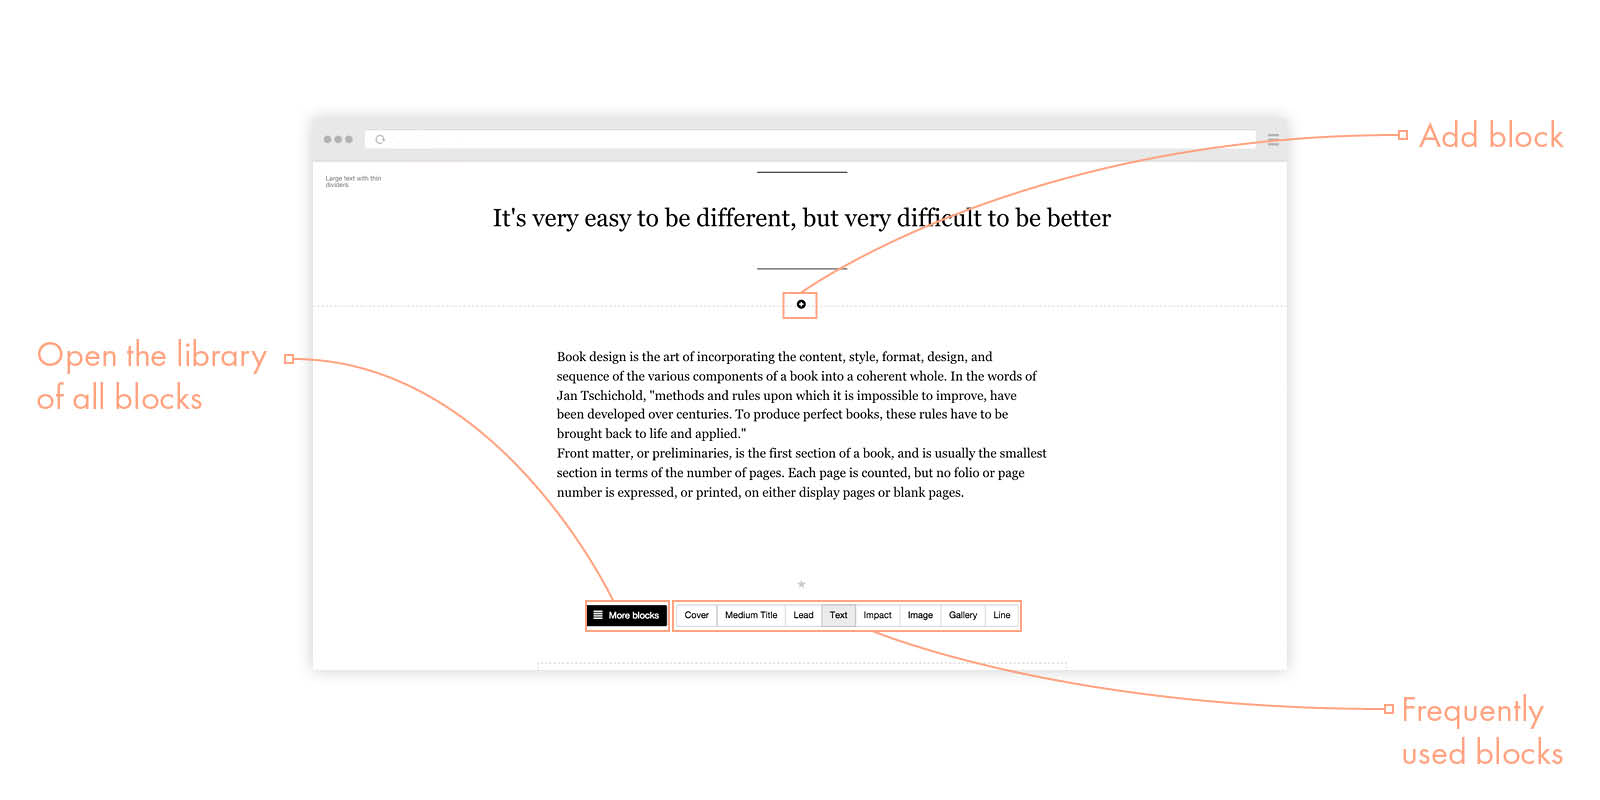 Add block
Large text with thin
dividers
It's very easy to be different, but very difficult to be better
Open the library
of all blocks
Book design is the art of incorporating the content, style, format, design, and
sequence of the various components of a book into a coherent whole. In the words of
Jan Tschichold, "methods and rules upon which it is impossible to improve, have
been developed over centuries. To produce perfect books, these rules have to be
brought back to life and applied."
Front matter, or preliminaries, is the first section of a book, and is usually the smallest
section in terms of the number of pages. Each page is counted, but no folio or page
number is expressed, or printed, on either display pages or blank pages.
More blocks Cover Medium Title Lead Text Impact Image Gallery Line
Frequently
used blocks